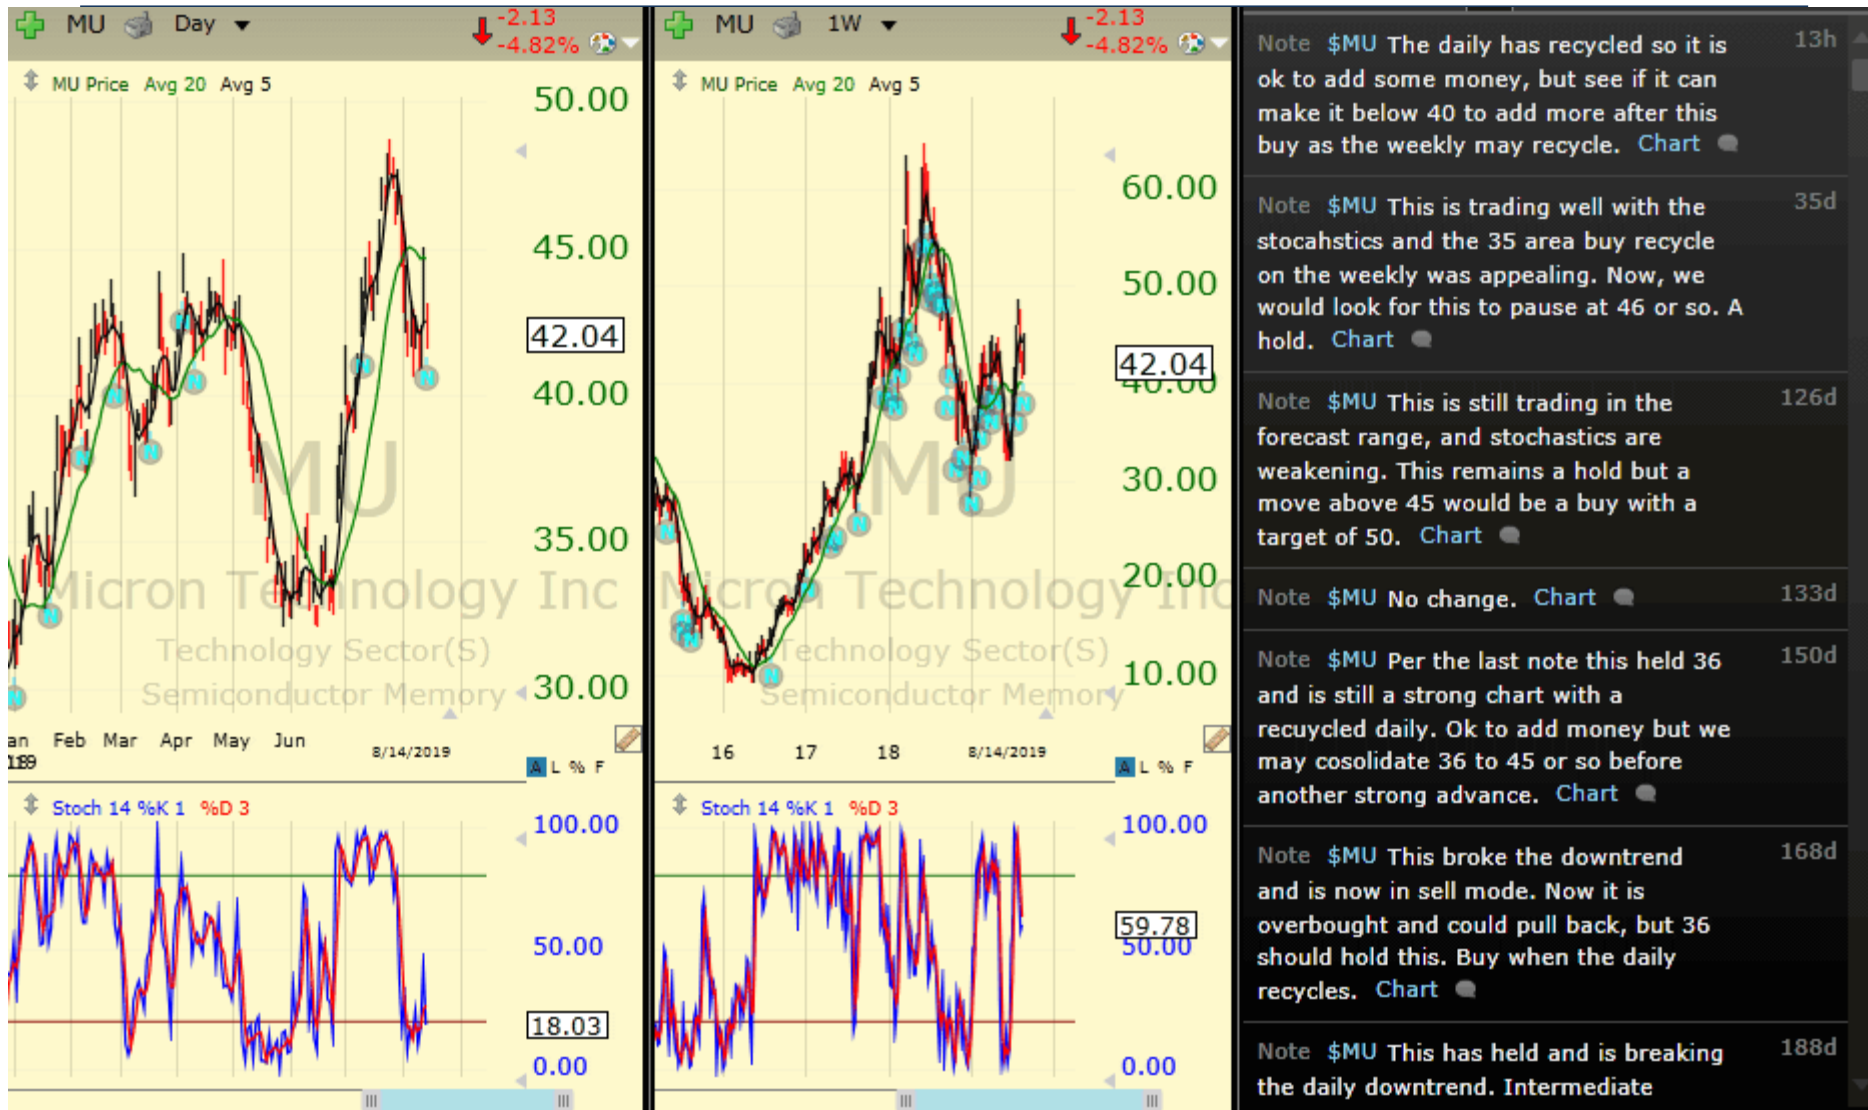 MU Day
-2.13
-4.82%
MU Price Avg 20 Avg 5
50.00
45.00
42.04
40.00
35.00
30.00
MU
Micron Technology Inc
Technology Sector(S)
Semiconductor Memory
Feb Mar Apr May Jun
8/14/2019
A L % F
Stoch 14 %K 1 %D 3
100.00
50.00
18.03
0.00
MU 1W
-2.13
-4.82%
MU Price Avg 20 Avg 5
60.00
50.00
42.04
40.00
30.00
20.00
10.00
MU
Micron Technology Inc
Technology Sector(S)
Semiconductor Memory
16 17 18 8/14/2019
A L % F
Stoch 14 %K 1 %D 3
100.00
59.78
50.00
0.00
Note $MU The daily has recycled so it is 13h
ok to add some money, but see if it can
make it below 40 to add more after this
buy as the weekly may recycle. Chart
Note $MU This is trading well with the 35d
stocahstics and the 35 area buy recycle
on the weekly was appealing. Now, we
would look for this to pause at 46 or so. A
hold. Chart
Note $MU This is still trading in the 126d
forecast range, and stochastics are
weakening. This remains a hold but a
move above 45 would be a buy with a
target of 50. Chart
Note $MU No change. Chart 133d
Note $MU Per the last note this held 36 150d
and is still a strong chart with a
recuycled daily. Ok to add money but we
may cosolidate 36 to 45 or so before
another strong advance. Chart
Note $MU This broke the downtrend 168d
and is now in sell mode. Now it is
overbought and could pull back, but 36
should hold this. Buy when the daily
recycles. Chart
Note $MU This has held and is breaking 188d
the daily downtrend. Intermediate